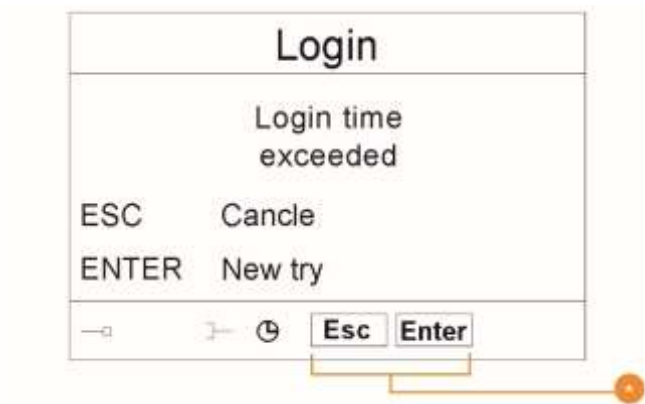 Login
Login time
exceeded
ESC Cancle
ENTER New try
Esc Enter